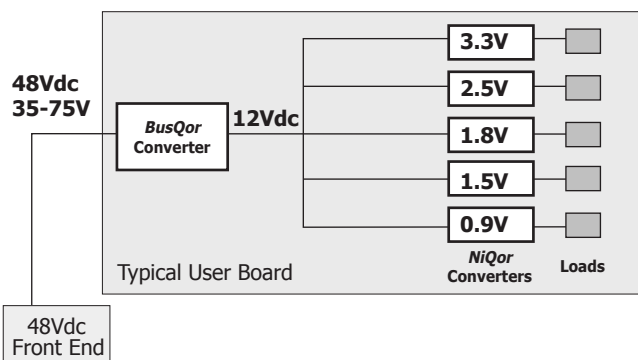 48Vdc
35-75V
BusQor
Converter
12Vdc
3.3V
2.5V
1.8V
1.5V
0.9V
NiQor
Converters
Loads
Typical User Board
48Vdc
Front End